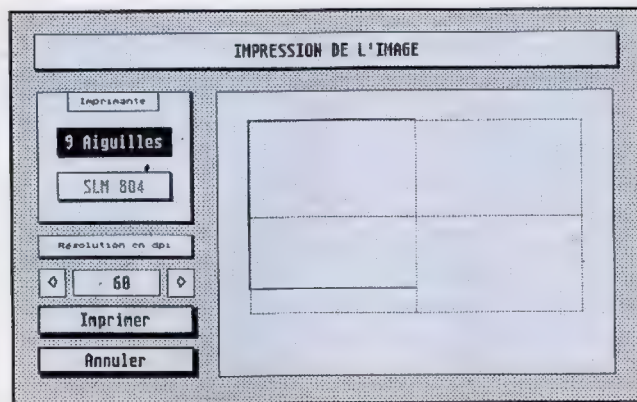 IMPRESSION DE L'IMAGE
Imprimante
9 Aiguilles
SLM 804
Résolution en dpi
60
Imprimer
Annuler